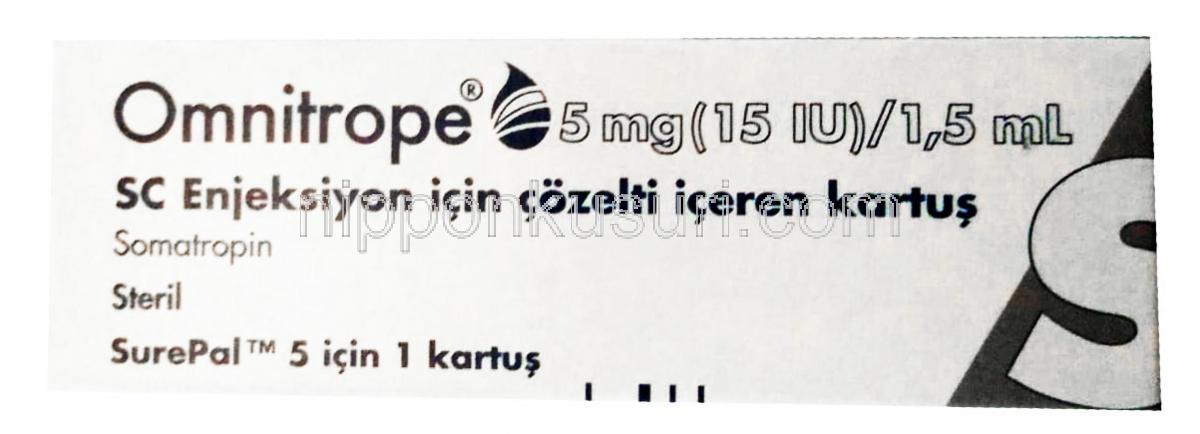 Omnitrope® 5 mg(15 IU)/1,5 mL
SC Enjeksiyon için çözelti içeren kartuş
nipponkusuri.com
Somatropin
Steril
SurePal™ 5 için 1 kartuş
S